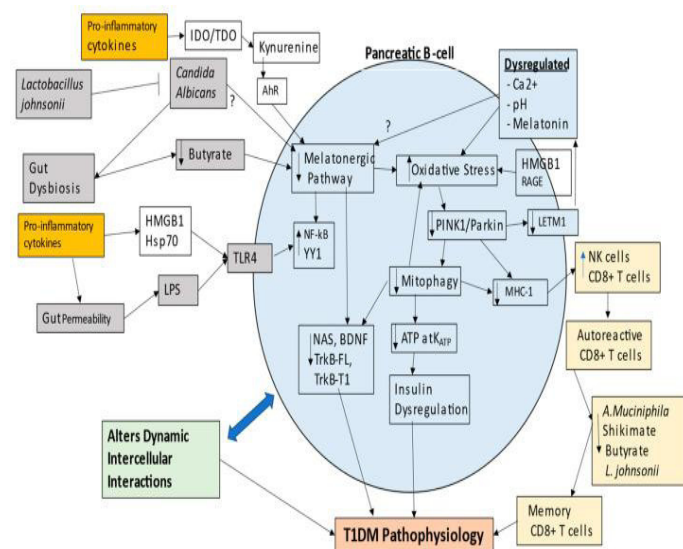 Pro-inflammatory
cytokines
IDO/TDO
Kynurenine
AhR
Lactobacillus
johnsonii
Candida
Albicans
?
Gut
Dysbiosis
Butyrate
Pro-inflammatory
cytokines
HMGB1
Hsp70
TLR4
LPS
Gut Permeability
Pancreatic B-cell
?
Dysregulated
- Ca2+
- pH
- Melatonin
Melatonergic
Pathway
Oxidative Stress
HMGB1
RAGE
NF-kB
YY1
PINK1/Parkin
LETM1
Mitophagy
MHC-1
NK cells
CD8+ T cells
NAS, BDNF
TrkB-FL,
TrkB-T1
ATP atKATP
Insulin
Dysregulation
Autoreactive
CD8+ T cells
A.Muciniphila
Shikimate
Butyrate
L. johnsonii
Alters Dynamic
Intercellular
Interactions
Memory
CD8+ T cells
T1DM Pathophysiology